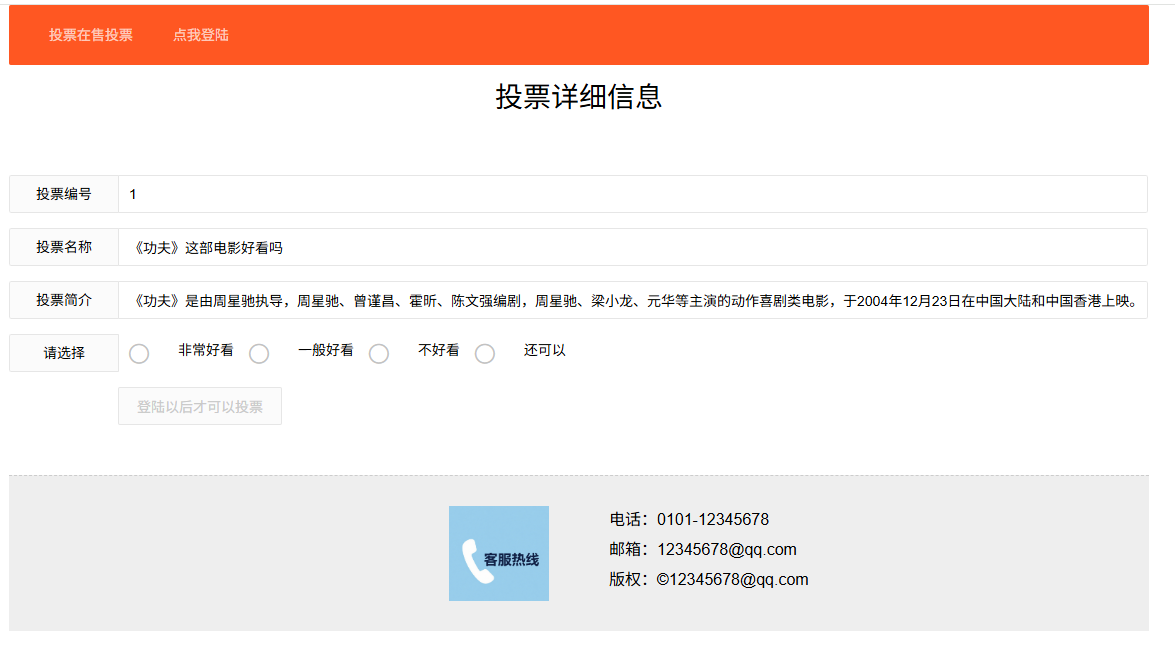 投票在售投票 点我登陆
投票详细信息
投票编号 1
投票名称 《功夫》这部电影好看吗
投票简介 《功夫》是由周星驰执导，周星驰、曾谨昌、霍昕、陈文强编剧，周星驰、梁小龙、元华等主演的动作喜剧类电影，于2004年12月23日在中国大陆和中国香港上映。
请选择 非常好看 一般好看 不好看 还可以
登陆以后才可以投票
客服热线
电话：0101-12345678
邮箱：12345678@qq.com
版权：©12345678@qq.com